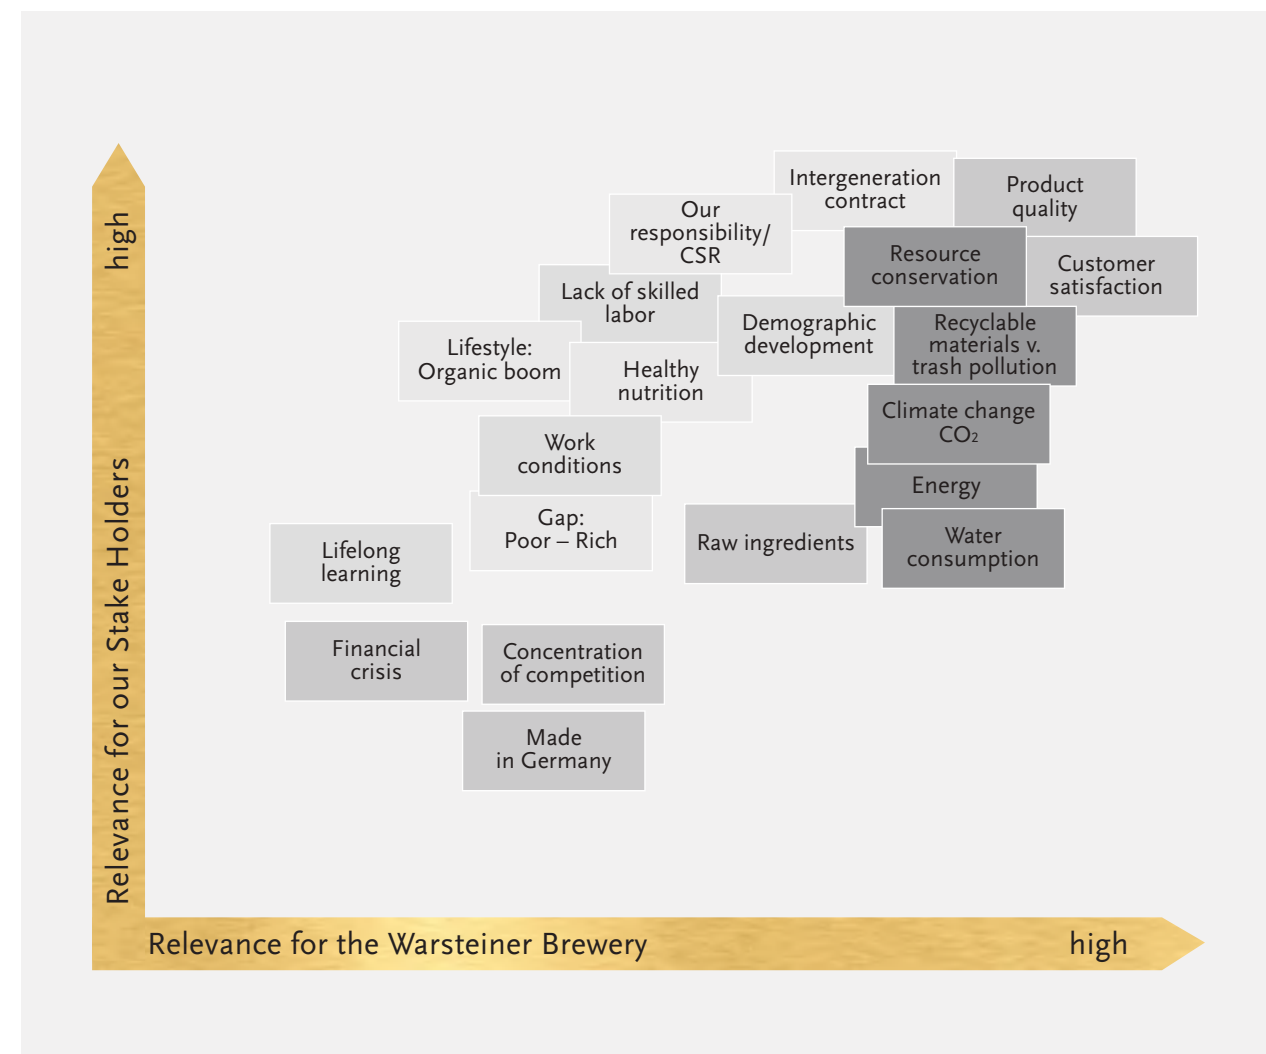 high
Relevance for our Stake Holders
Intergeneration
contract
Product
quality
Our
responsibility/
CSR
Resource
conservation
Customer
satisfaction
Lack of skilled
labor
Demographic
development
Recyclable
materials v.
trash pollution
Lifestyle:
Organic boom
Healthy
nutrition
Climate change
CO2
Work
conditions
Energy
Gap:
Poor – Rich
Raw ingredients
Water
consumption
Lifelong
learning
Financial
crisis
Concentration
of competition
Made
in Germany
Relevance for the Warsteiner Brewery
high